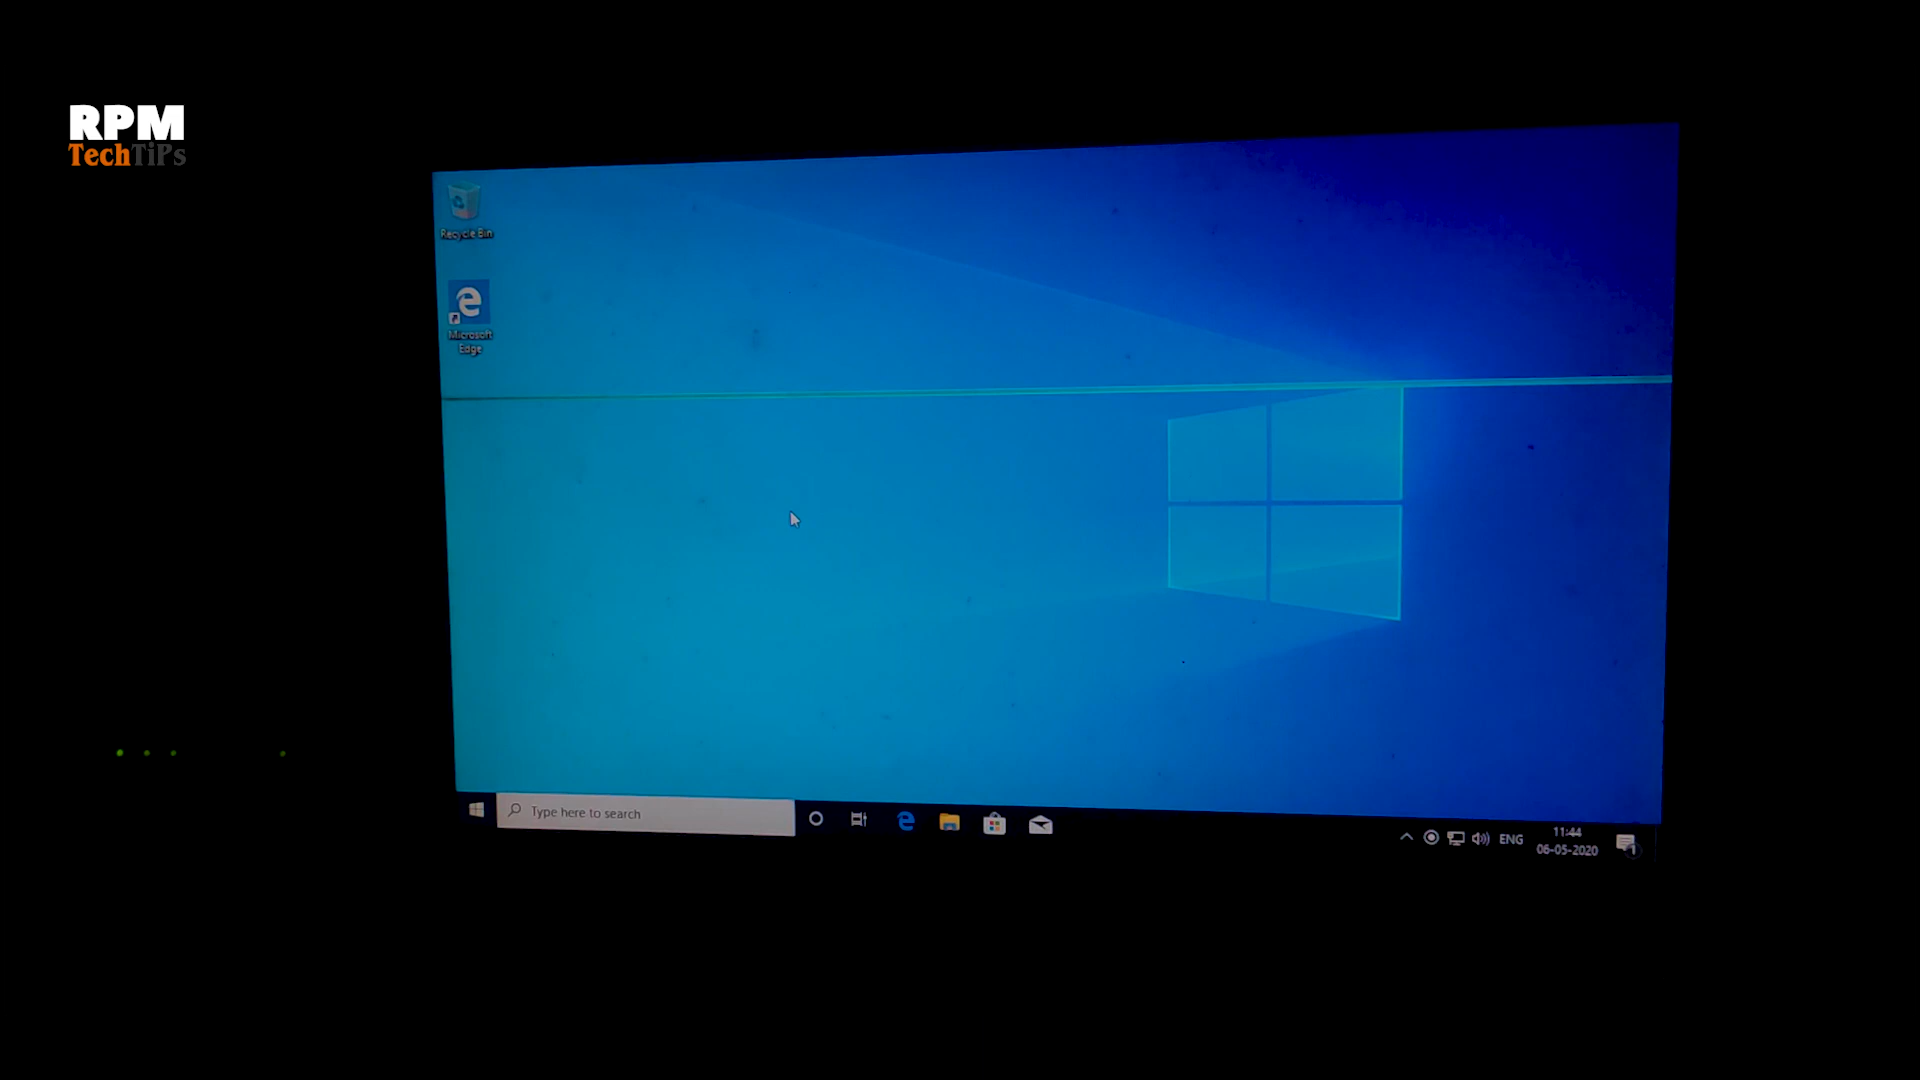 RPM
TechTiPs
Recycle Bin
Microsoft
Edge
Type here to search
ENG
11:44
06-05-2020